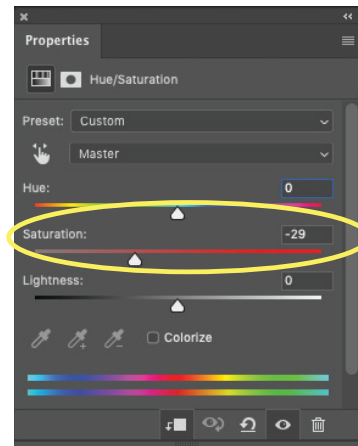 Properties
Hue/Saturation
Preset: Custom
Master
Hue: 0
Saturation: -29
Lightness: 0
Colorize